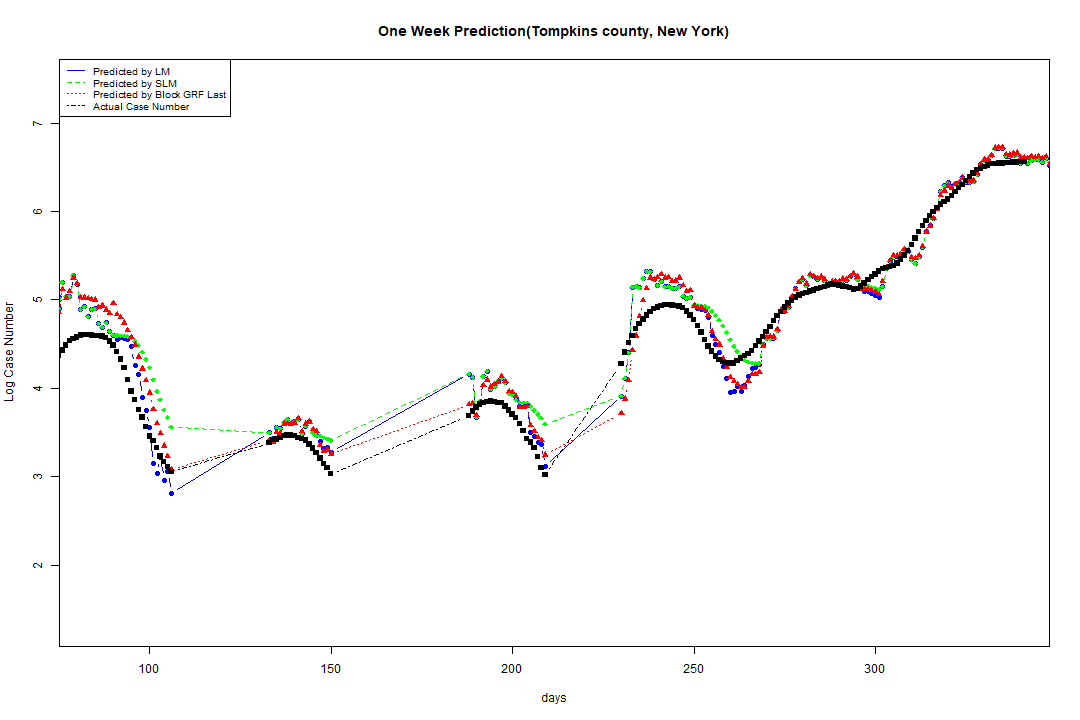 One Week Prediction(Tompkins county, New York)
Predicted by LM
Predicted by SLM
Predicted by Block GRF Last
Actual Case Number
7
6
5
4
3
2
Log Case Number
100 150 200 250 300
days